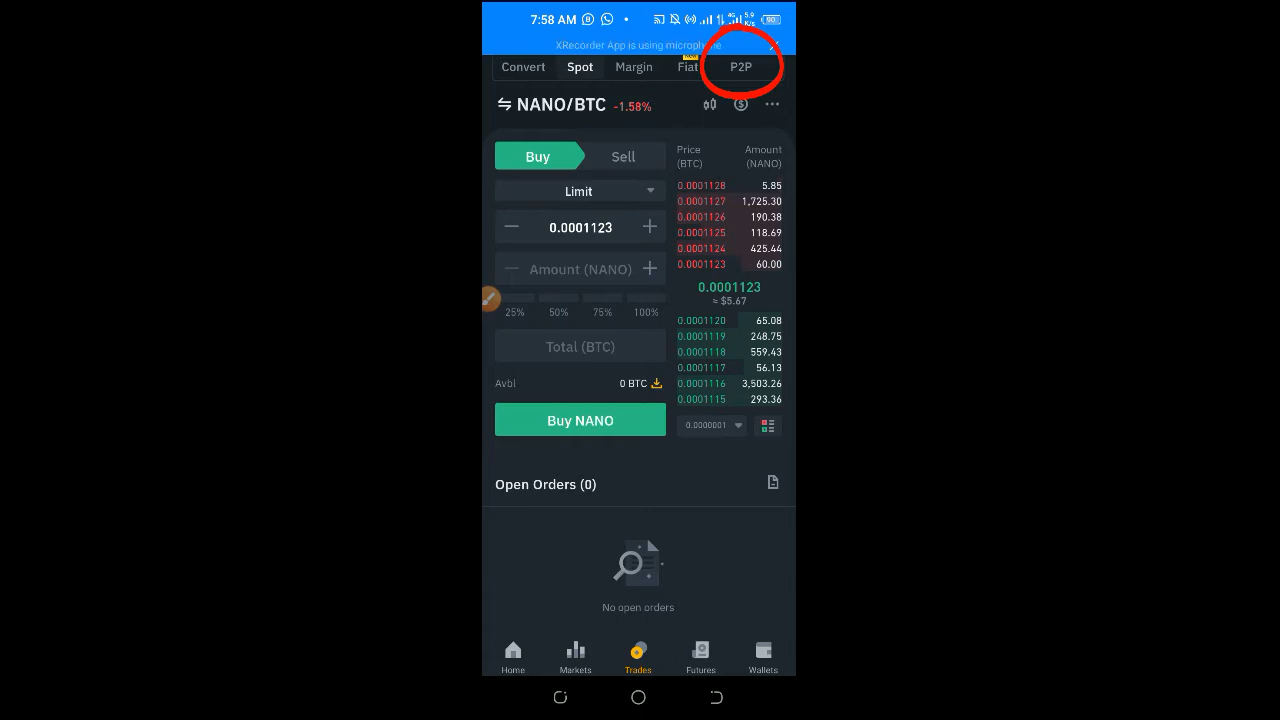 7:58 AM 4G 5.9 K/s 90
XRecorder App is using microphone
Convert Spot Margin Fiat P2P
NANO/BTC -1.58%
Buy Sell
Limit
0.0001123
Amount (NANO)
25% 50% 75% 100%
Total (BTC)
Avbl 0 BTC
Buy NANO
Price Amount
(BTC) (NANO)
0.0001128 5.85
0.0001127 1,725.30
0.0001126 190.38
0.0001125 118.69
0.0001124 425.44
0.0001123 60.00
0.0001123
≈ $5.67
0.0001120 65.08
0.0001119 248.75
0.0001118 559.43
0.0001117 56.13
0.0001116 3,503.26
0.0001115 293.36
0.0000001
Open Orders (0)
No open orders
Home Markets Trades Futures Wallets